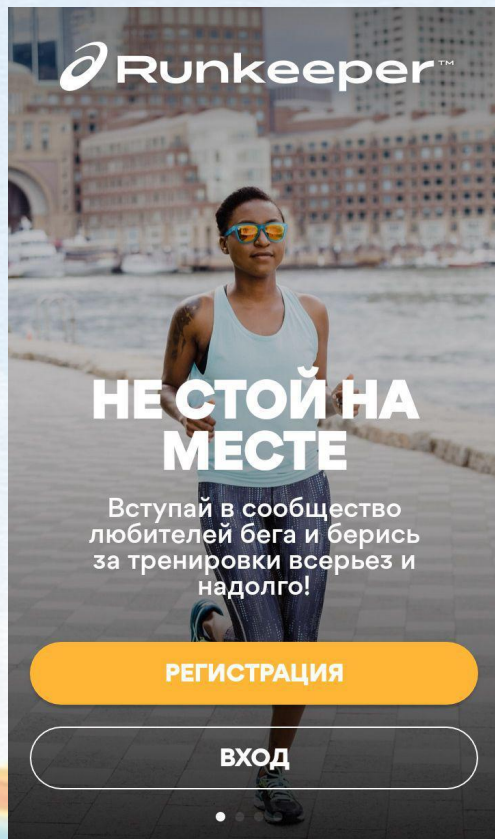 Runkeeper™
НЕ СТОЙ НА
МЕСТЕ
Вступай в сообщество
любителей бега и берись
за тренировки всерьез и
надолго!
РЕГИСТРАЦИЯ
ВХОД